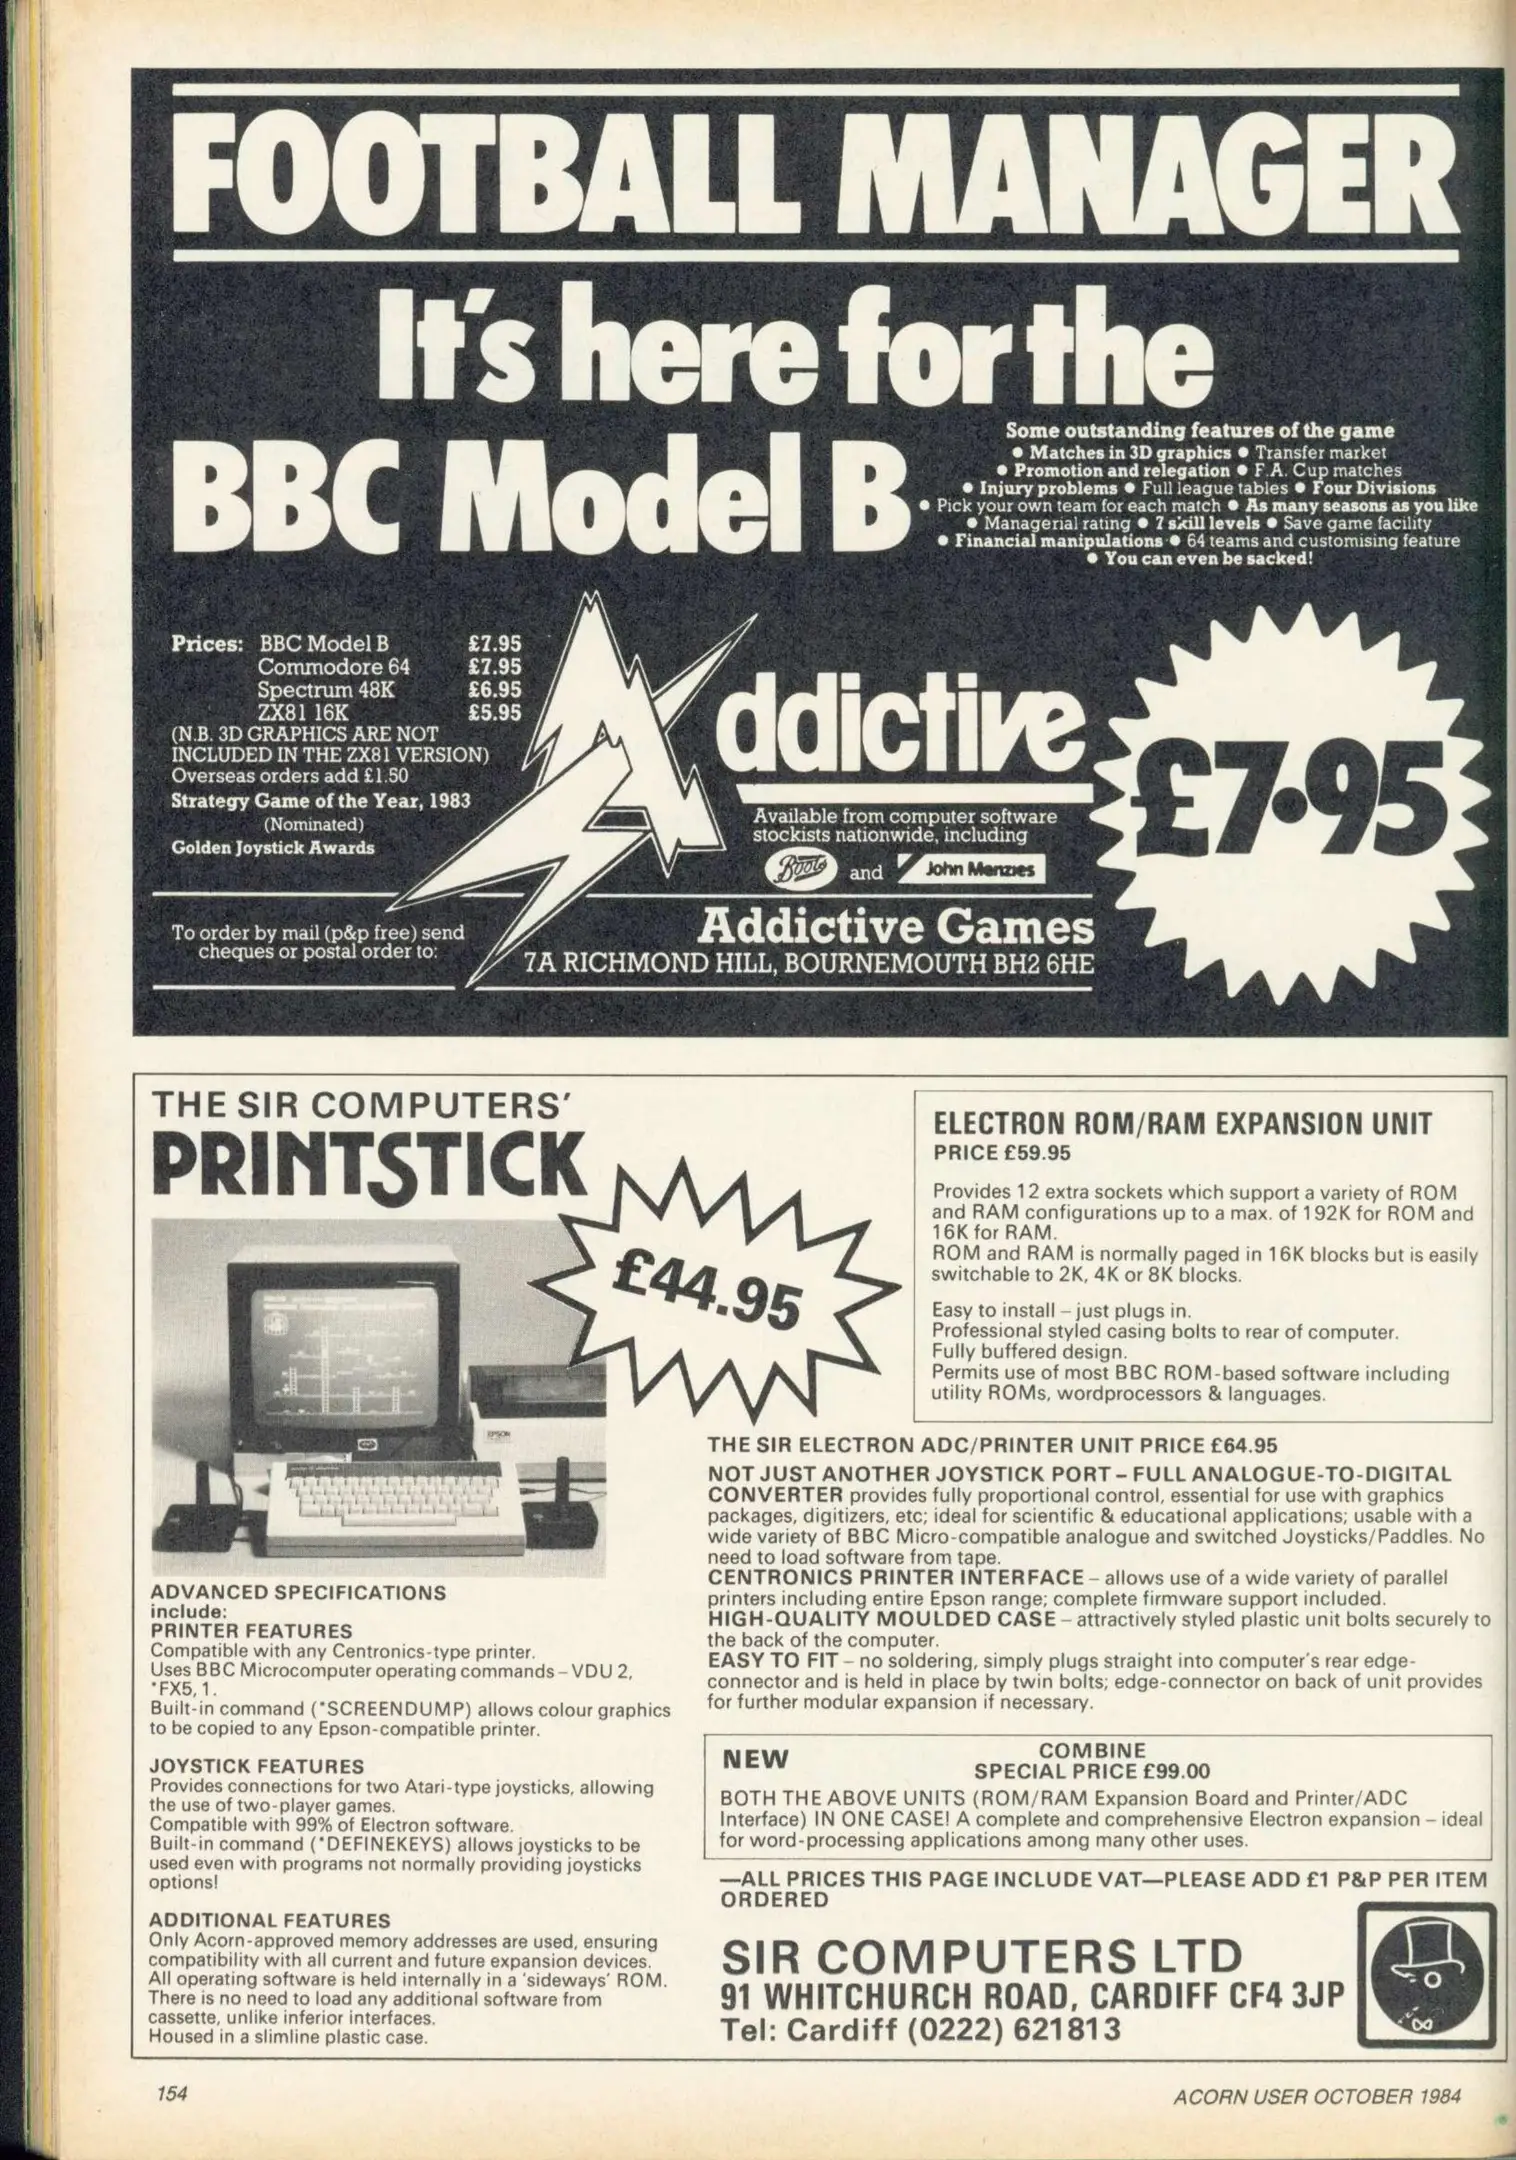 FOOTBALL MANAGER
It's here for the
BBC Model B
Some outstanding features of the game
● Matches in 3D graphics ● Transfer market
● Promotion and relegation ● F.A. Cup matches
● Injury problems ● Full league tables ● Four Divisions
● Pick your own team for each match ● As many seasons as you like
● Managerial rating ● 7 skill levels ● Save game facility
● Financial manipulations ● 64 teams and customising feature
● You can even be sacked!
Prices: BBC Model B £7.95
Commodore 64 £7.95
Spectrum 48K £6.95
ZX81 16K £5.95
(N.B. 3D GRAPHICS ARE NOT
INCLUDED IN THE ZX81 VERSION)
Overseas orders add £1.50
Strategy Game of the Year, 1983
(Nominated)
Golden Joystick Awards
To order by mail (p&p free) send
cheques or postal order to:
Addictive
Available from computer software
stockists nationwide, including
Boots and John Menzies
Addictive Games
7A RICHMOND HILL, BOURNEMOUTH BH2 6HE
£7.95
THE SIR COMPUTERS'
PRINTSTICK
£44.95
EPSON
ADVANCED SPECIFICATIONS
include:
PRINTER FEATURES
Compatible with any Centronics-type printer.
Uses BBC Microcomputer operating commands – VDU 2,
*FX5, 1.
Built-in command (*SCREENDUMP) allows colour graphics
to be copied to any Epson-compatible printer.
JOYSTICK FEATURES
Provides connections for two Atari-type joysticks, allowing
the use of two-player games.
Compatible with 99% of Electron software.
Built-in command (*DEFINEKEYS) allows joysticks to be
used even with programs not normally providing joysticks
options!
ADDITIONAL FEATURES
Only Acorn-approved memory addresses are used, ensuring
compatibility with all current and future expansion devices.
All operating software is held internally in a 'sideways' ROM.
There is no need to load any additional software from
cassette, unlike inferior interfaces.
Housed in a slimline plastic case.
ELECTRON ROM/RAM EXPANSION UNIT
PRICE £59.95
Provides 12 extra sockets which support a variety of ROM
and RAM configurations up to a max. of 192K for ROM and
16K for RAM.
ROM and RAM is normally paged in 16K blocks but is easily
switchable to 2K, 4K or 8K blocks.
Easy to install – just plugs in.
Professional styled casing bolts to rear of computer.
Fully buffered design.
Permits use of most BBC ROM-based software including
utility ROMs, wordprocessors & languages.
THE SIR ELECTRON ADC/PRINTER UNIT PRICE £64.95
NOT JUST ANOTHER JOYSTICK PORT – FULL ANALOGUE-TO-DIGITAL
CONVERTER provides fully proportional control, essential for use with graphics
packages, digitizers, etc; ideal for scientific & educational applications; usable with a
wide variety of BBC Micro-compatible analogue and switched Joysticks/Paddles. No
need to load software from tape.
CENTRONICS PRINTER INTERFACE – allows use of a wide variety of parallel
printers including entire Epson range; complete firmware support included.
HIGH-QUALITY MOULDED CASE – attractively styled plastic unit bolts securely to
the back of the computer.
EASY TO FIT – no soldering, simply plugs straight into computer's rear edge-
connector and is held in place by twin bolts; edge-connector on back of unit provides
for further modular expansion if necessary.
NEW COMBINE
SPECIAL PRICE £99.00
BOTH THE ABOVE UNITS (ROM/RAM Expansion Board and Printer/ADC
Interface) IN ONE CASE! A complete and comprehensive Electron expansion – ideal
for word-processing applications among many other uses.
—ALL PRICES THIS PAGE INCLUDE VAT—PLEASE ADD £1 P&P PER ITEM
ORDERED
SIR COMPUTERS LTD
91 WHITCHURCH ROAD, CARDIFF CF4 3JP
Tel: Cardiff (0222) 621813
154
ACORN USER OCTOBER 1984